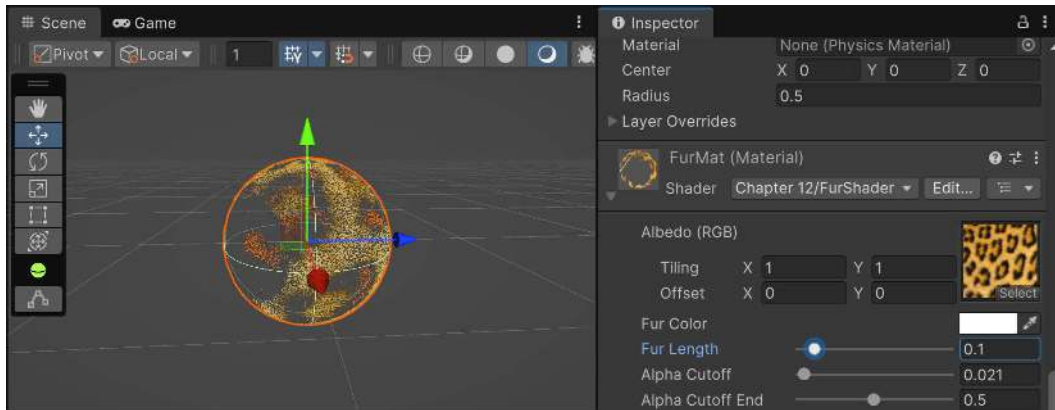 Scene Game
Pivot Local 1
Inspector
Material None (Physics Material)
Center X 0 Y 0 Z 0
Radius 0.5
Layer Overrides
FurMat (Material)
Shader Chapter 12/FurShader Edit...
Albedo (RGB)
Tiling X 1 Y 1
Offset X 0 Y 0
Select
Fur Color
Fur Length 0.1
Alpha Cutoff 0.021
Alpha Cutoff End 0.5